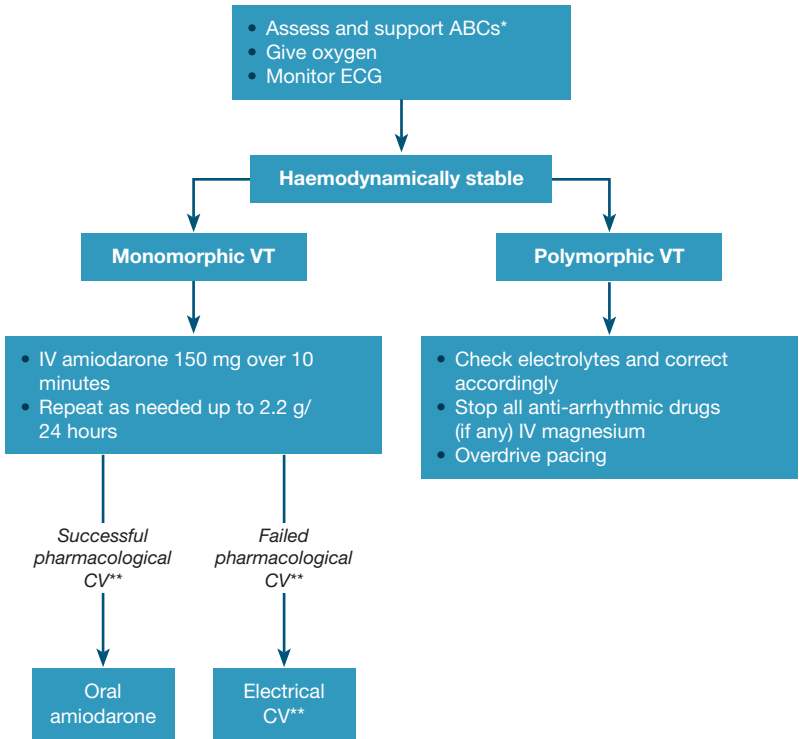 • Assess and support ABCs*
• Give oxygen
• Monitor ECG
Haemodynamically stable
Monomorphic VT
Polymorphic VT
• IV amiodarone 150 mg over 10
minutes
• Repeat as needed up to 2.2 g/
24 hours
• Check electrolytes and correct
accordingly
• Stop all anti-arrhythmic drugs
(if any) IV magnesium
• Overdrive pacing
Successful
pharmacological
CV**
Failed
pharmacological
CV**
Oral
amiodarone
Electrical
CV**